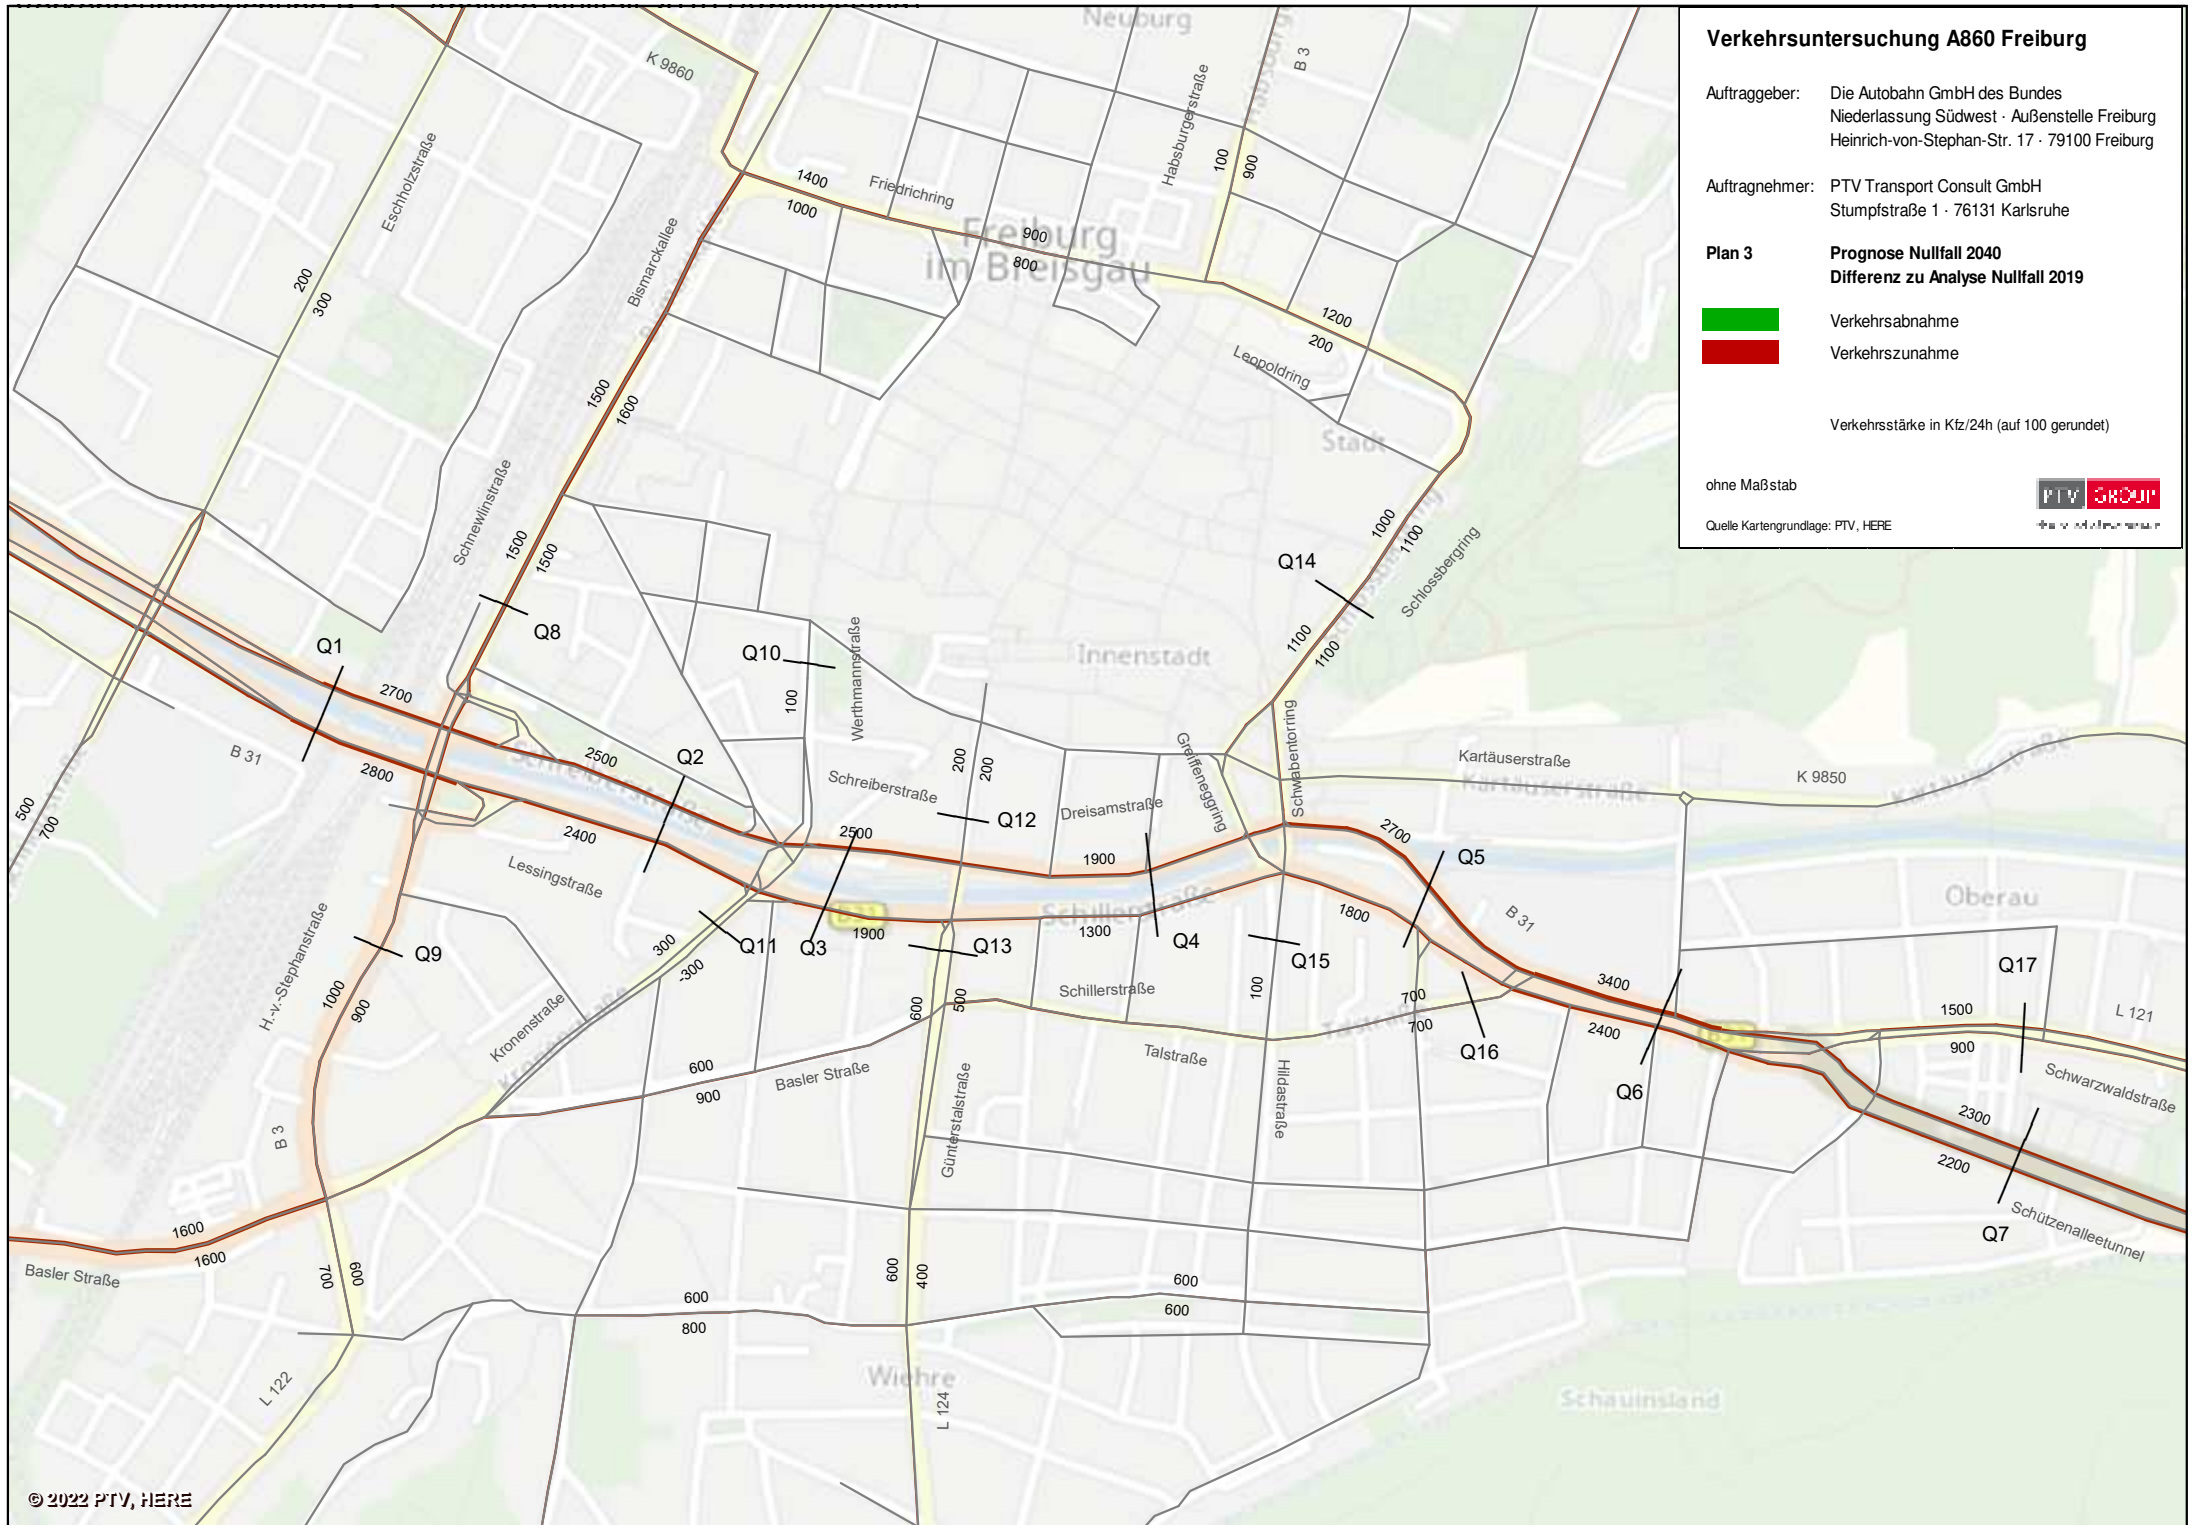 Verkehrsuntersuchung A860 Freiburg
Auftraggeber: Die Autobahn GmbH des Bundes
Niederlassung Südwest · Außenstelle Freiburg
Heinrich-von-Stephan-Str. 17 · 79100 Freiburg
Auftragnehmer: PTV Transport Consult GmbH
Stumpfstraße 1 · 76131 Karlsruhe
Plan 3 Prognose Nullfall 2040
Differenz zu Analyse Nullfall 2019
Verkehrsabnahme
Verkehrszunahme
Verkehrsstärke in Kfz/24h (auf 100 gerundet)
ohne Maßstab
PTV GROUP
Quelle Kartengrundlage: PTV, HERE
Neuburg
K 9860
B 3
Habsburgerstraße
100
900
Eschholzstraße
200
300
1400
1000
Friedrichring
Freiburg
im Breisgau
900
800
Bismarckallee
1200
200
Leopoldring
Stadt
1500
1600
Schnewlinstraße
1500
1500
Q8
1000
1100
Schlossbergring
Q14
1100
1100
Innenstadt
Q1
2700
Q10
100
Werthmannstraße
B 31
2800
2500
Q2
Schreiberstraße
Schreiberstraße
200
200
Q12
Dreisamstraße
Greiffeneggring
Schwabentorring
Kartäuserstraße
Kartäuserstraße
K 9850
Kartäuserstraße
500
700
2400
Lessingstraße
2500
1900
2700
Q5
B 31
1800
Schillerstraße
B31
1900
1300
Q4
Q3
Q11
Q13
Q15
Oberau
Q9
H.-v.-Stephanstraße
1000
900
300
-300
Kronenstraße
Schillerstraße
600
500
100
700
700
Talstraße
Q16
3400
2400
Q6
B31
Q17
1500
900
L 121
Schwarzwaldstraße
Talstraße
600
900
Basler Straße
Günterstalstraße
Hildastraße
B 3
2300
2200
Q7
Schützenalleetunnel
1600
1600
Basler Straße
700
600
600
400
600
800
600
600
L 122
Wiehre
L 124
Schauinsland
© 2022 PTV, HERE